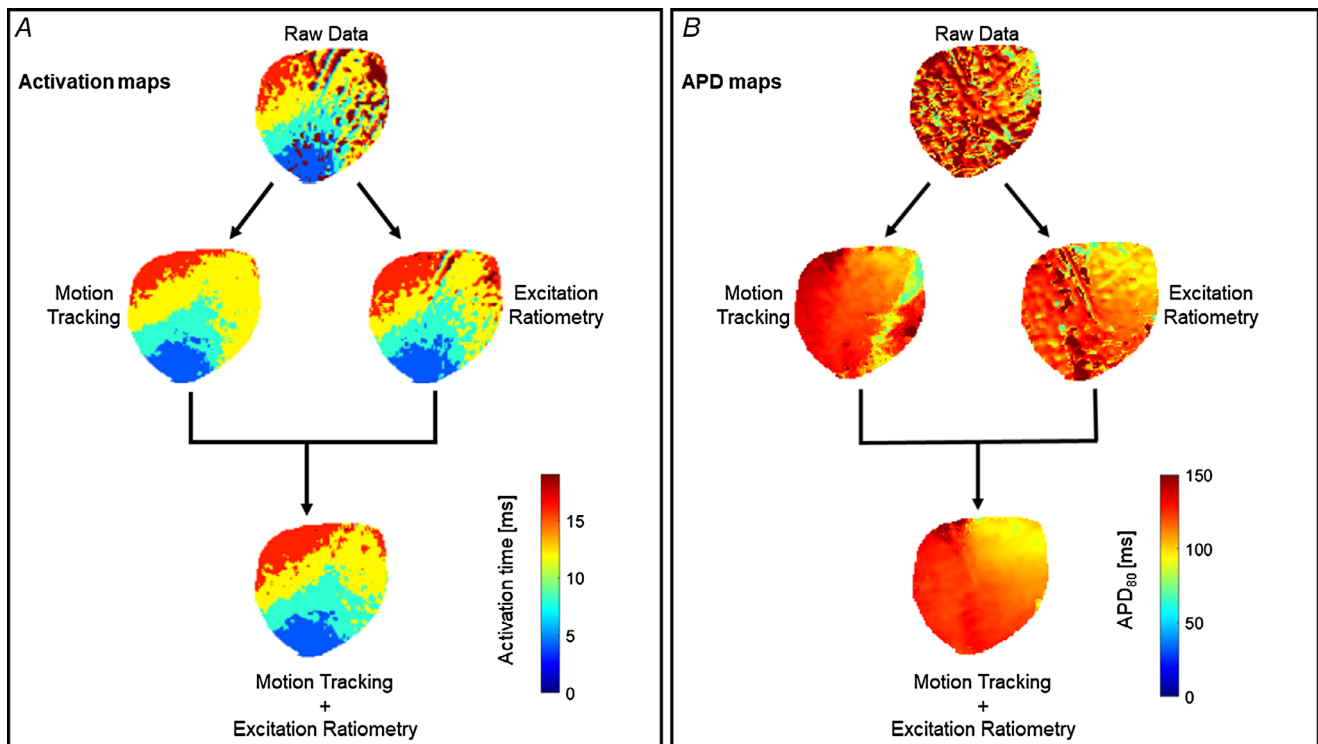 A
Raw Data
Activation maps
Motion
Tracking
Excitation
Ratiometry
Activation time [ms]
15
10
5
0
Motion Tracking
+
Excitation Ratiometry
B
Raw Data
APD maps
Motion
Tracking
Excitation
Ratiometry
APD80 [ms]
150
100
50
0
Motion Tracking
+
Excitation Ratiometry